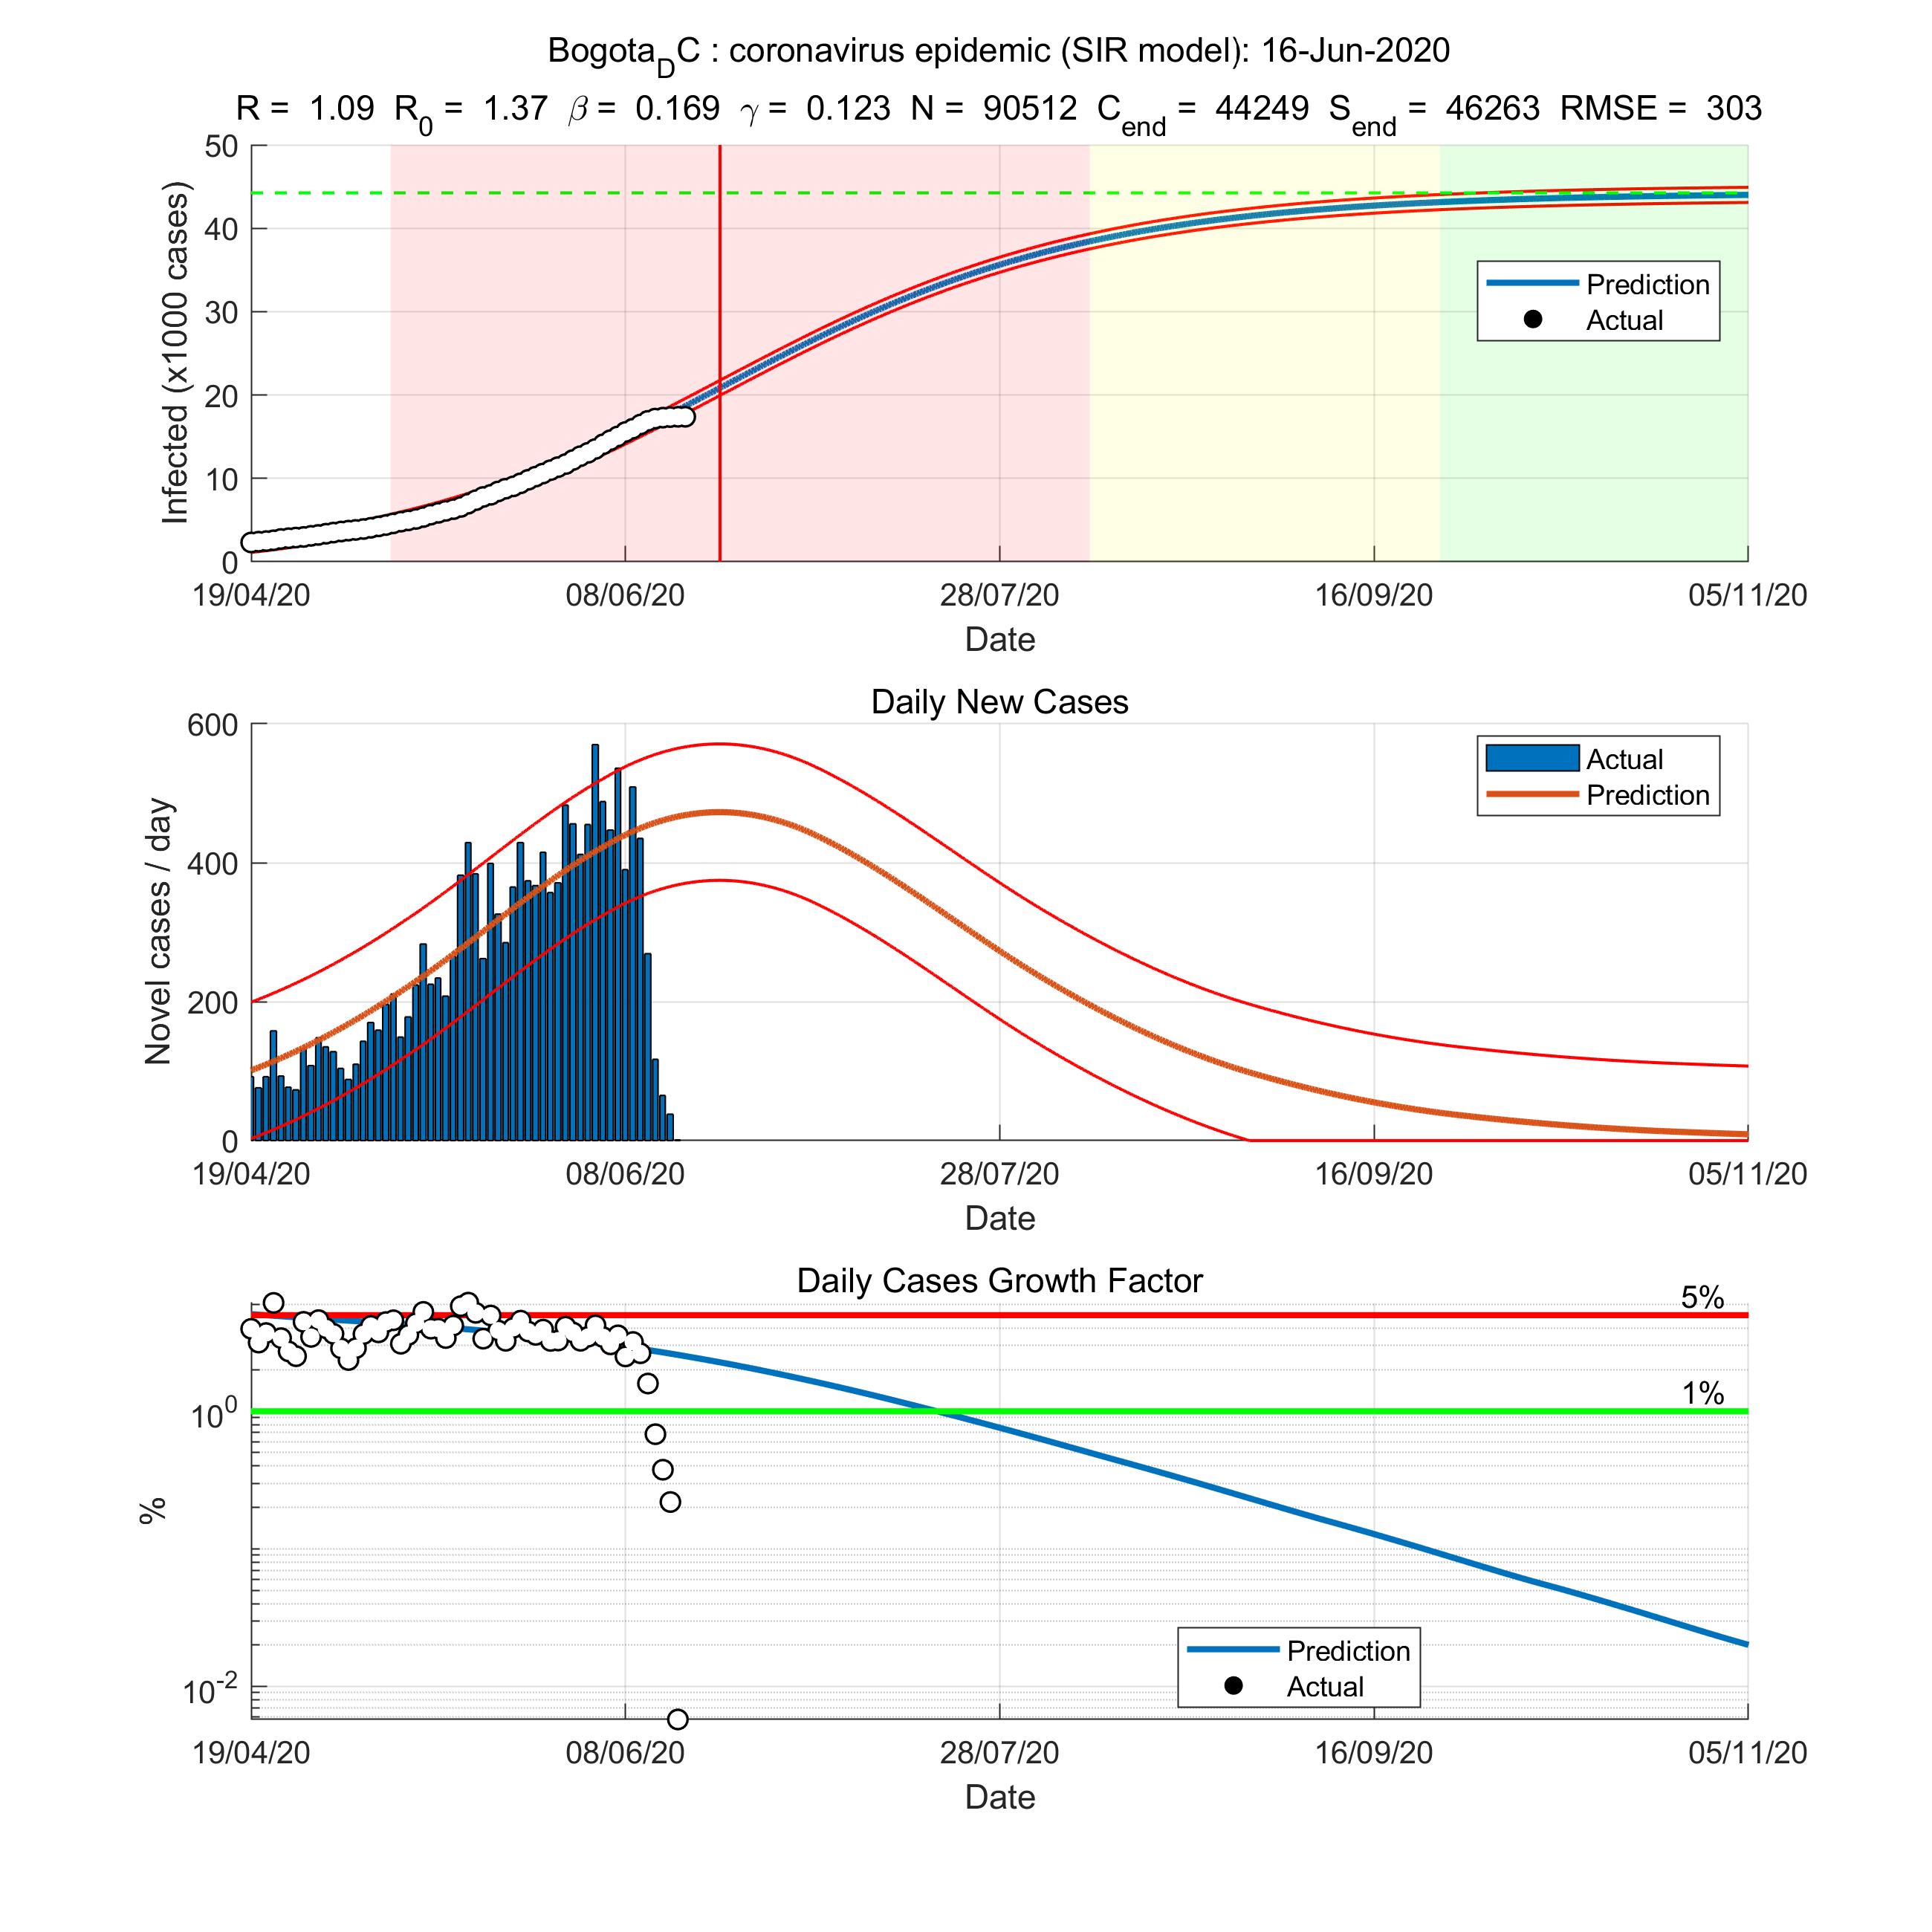 Bogota_DC : coronavirus epidemic (SIR model): 16-Jun-2020
R = 1.09 R_0 = 1.37 β = 0.169 γ = 0.123 N = 90512 C_end = 44249 S_end = 46263 RMSE = 303
50
40
30
20
10
0
Infected (x1000 cases)
Prediction
Actual
19/04/20 08/06/20 28/07/20 16/09/20 05/11/20
Date
Daily New Cases
600
400
200
0
Novel cases / day
Actual
Prediction
19/04/20 08/06/20 28/07/20 16/09/20 05/11/20
Date
Daily Cases Growth Factor
5%
1%
10^0
10^-2
%
Prediction
Actual
19/04/20 08/06/20 28/07/20 16/09/20 05/11/20
Date